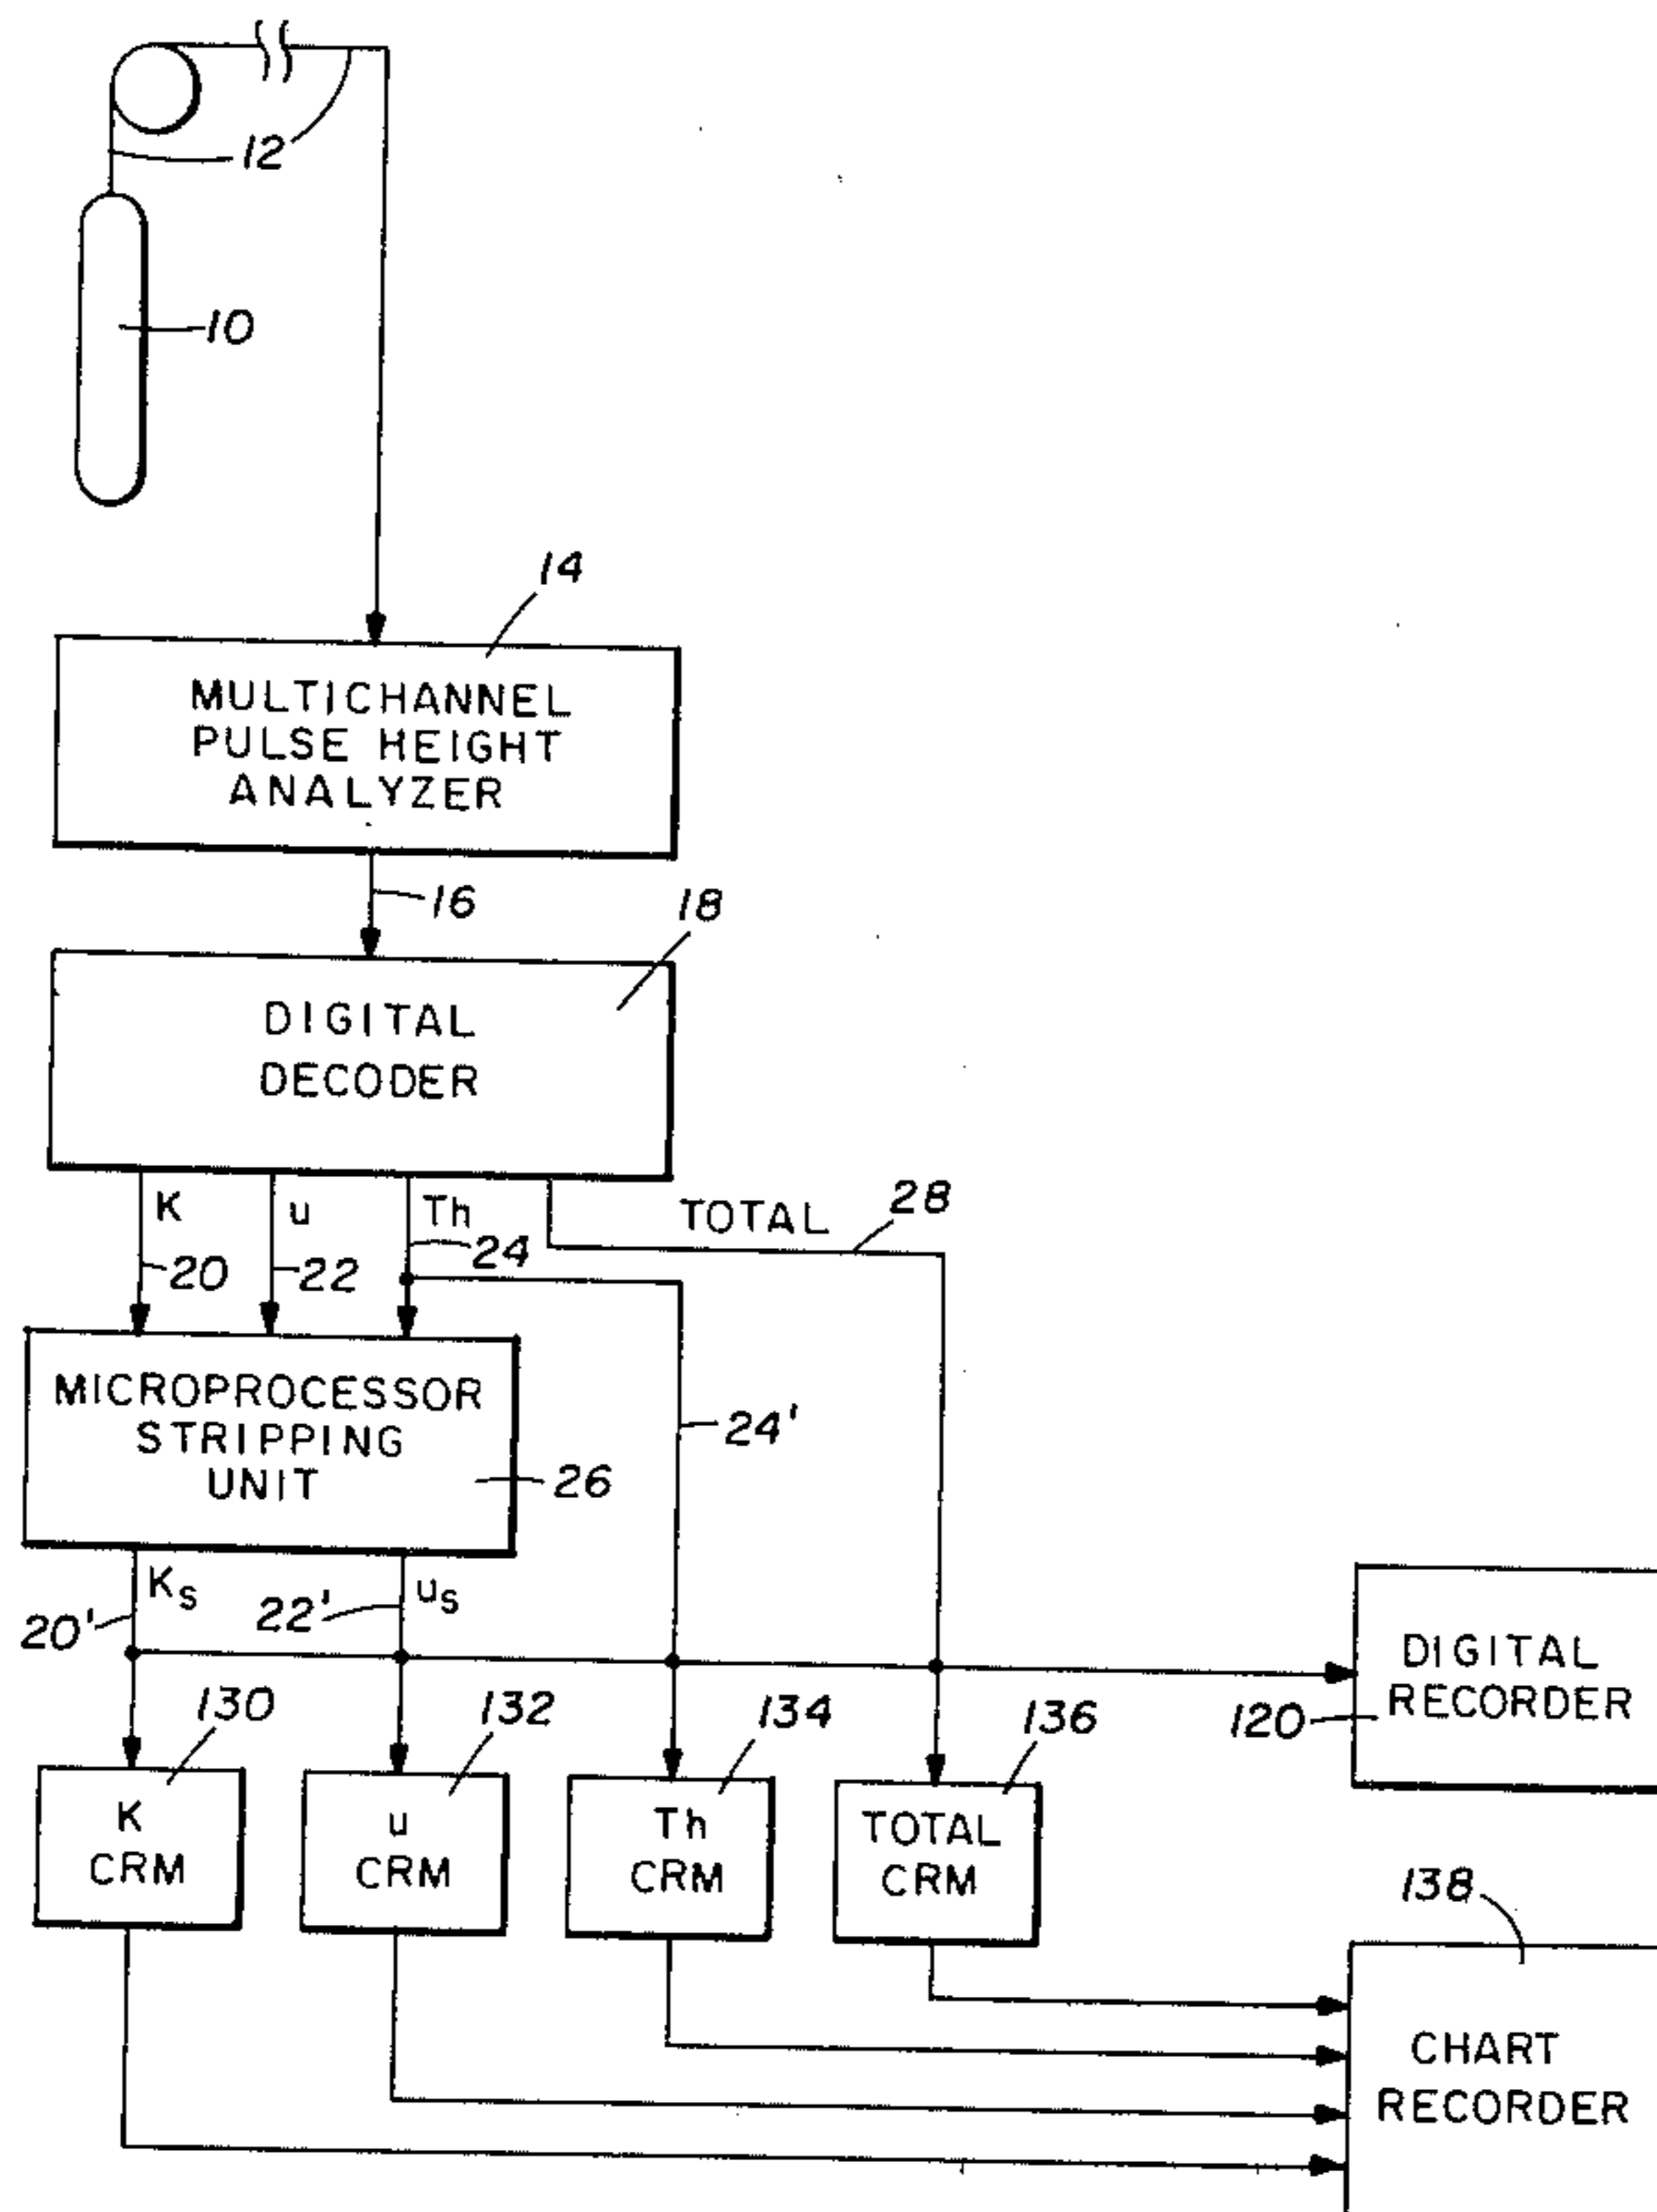 12
10
14
MULTICHANNEL
PULSE HEIGHT
ANALYZER
16
18
DIGITAL
DECODER
K
u
Th
TOTAL
28
20
22
24
MICROPROCESSOR
STRIPPING
UNIT
26
24'
Ks
us
20'
22'
DIGITAL
RECORDER
120
130
132
134
136
K
CRM
u
CRM
Th
CRM
TOTAL
CRM
138
CHART
RECORDER